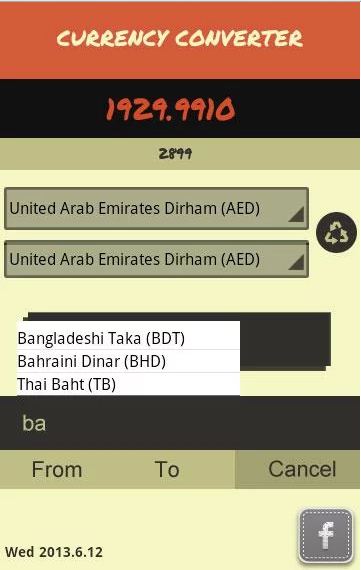 CURRENCY CONVERTER
1929.9910
2899
United Arab Emirates Dirham (AED)
United Arab Emirates Dirham (AED)
Bangladeshi Taka (BDT)
Bahraini Dinar (BHD)
Thai Baht (TB)
ba
From To Cancel
f
Wed 2013.6.12